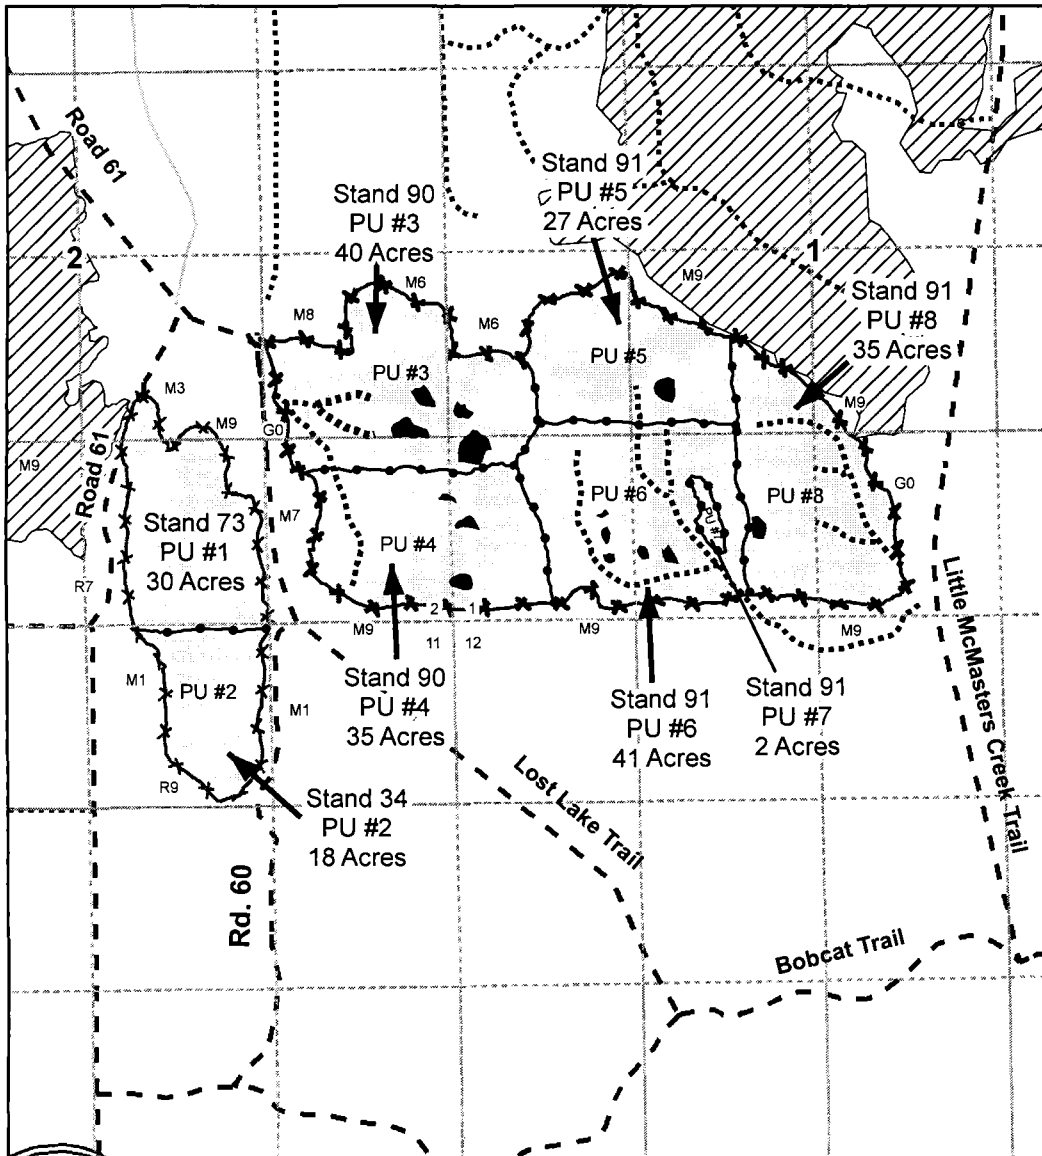 Road 61
Stand 91
PU #5
27 Acres
Stand 90
PU #3
40 Acres
2
1
M9
M6
Stand 91
PU #8
35 Acres
M8
M6
PU #5
PU #3
M3
M9
M9
G0
M9
Road 61
G0
M7
Stand 73
PU #1
30 Acres
PU #6
PU #8
PU #
PU #4
R7
2
1
M9
11
12
M9
M9
Little McMasters Creek Trail
M1
PU #2
M1
Stand 90
PU #4
35 Acres
Stand 91
PU #6
41 Acres
Stand 91
PU #7
2 Acres
R9
Stand 34
PU #2
18 Acres
Lost Lake Trail
Rd. 60
Bobcat Trail